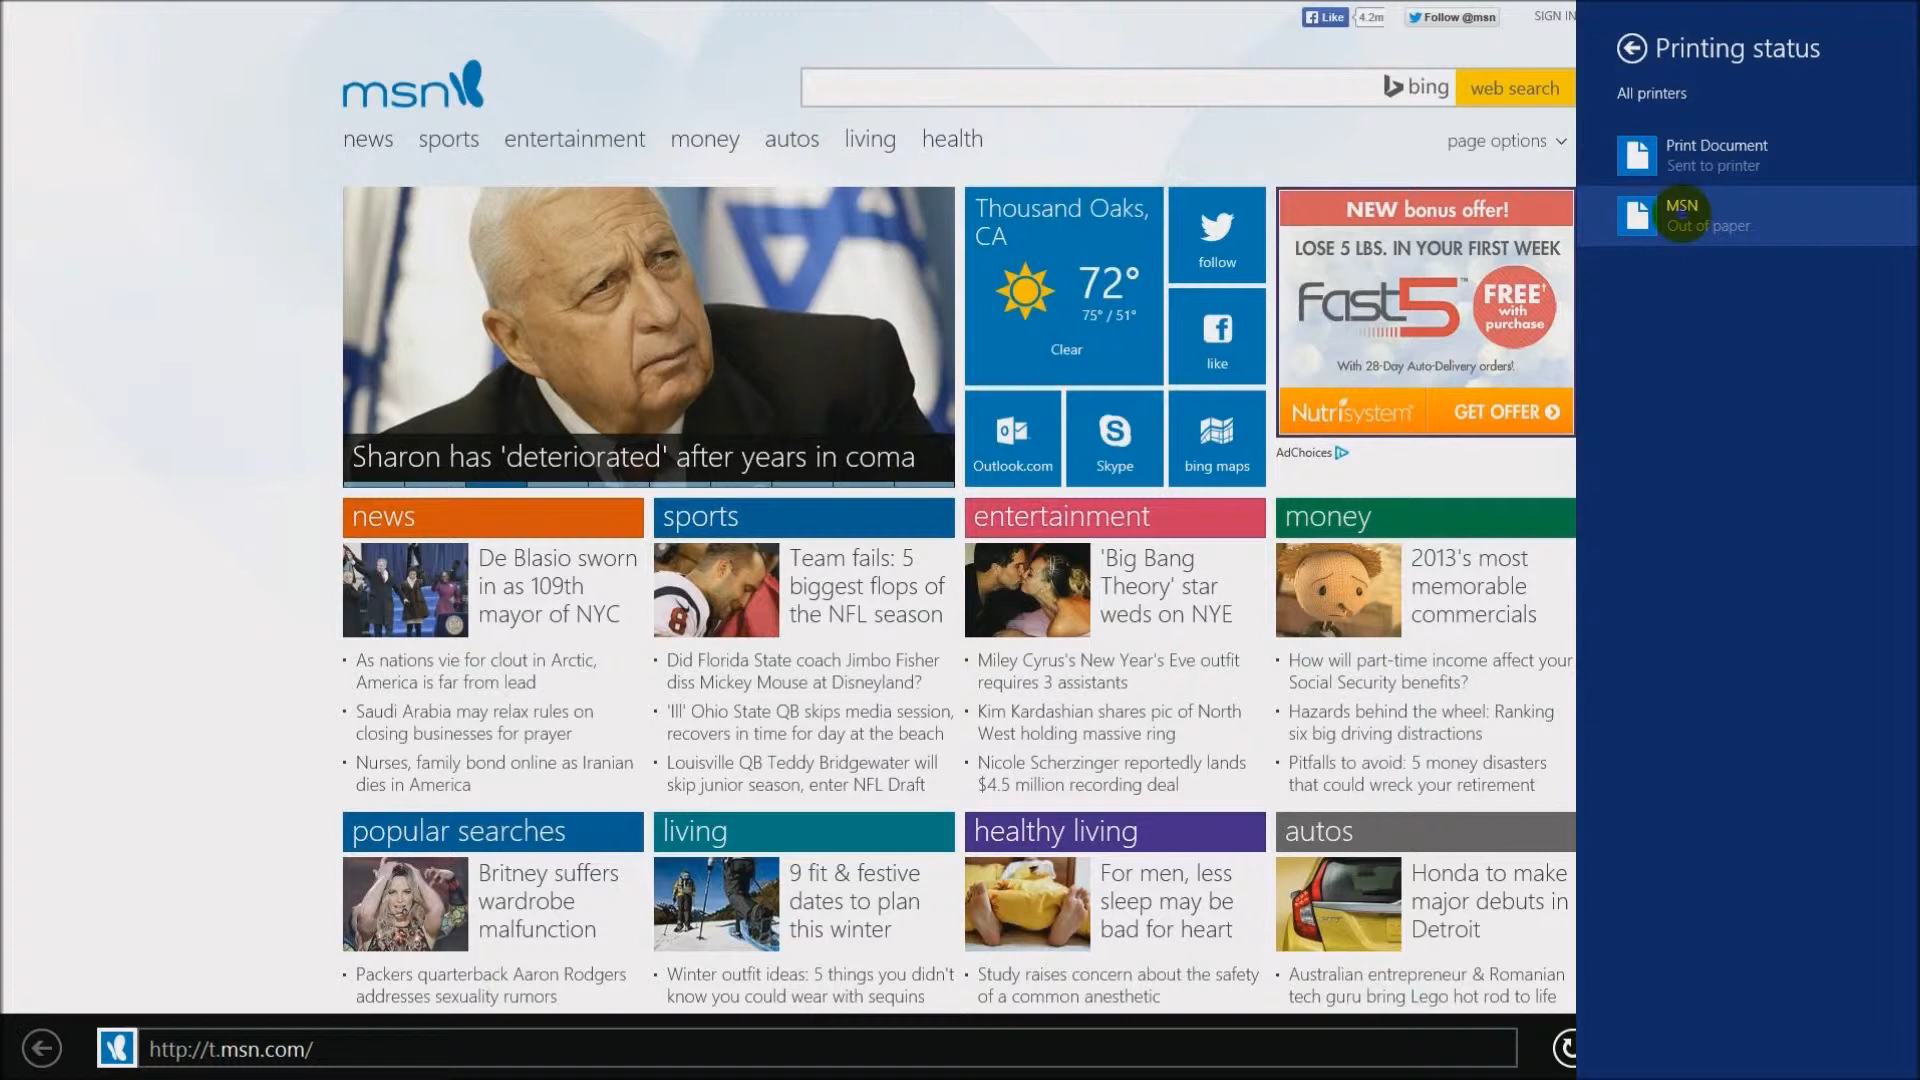 Like
4.2m
Follow @msn
SIGN IN
msn
bing
web search
news
sports
entertainment
money
autos
living
health
page options
Sharon has 'deteriorated' after years in coma
Thousand Oaks,
CA
72°
75° / 51°
Clear
follow
like
Outlook.com
Skype
bing maps
NEW bonus offer!
LOSE 5 LBS. IN YOUR FIRST WEEK
Fast5™
FREE†
with
purchase
With 28-Day Auto-Delivery orders!
Nutrisystem
GET OFFER
AdChoices
news
De Blasio sworn
in as 109th
mayor of NYC
As nations vie for clout in Arctic,
America is far from lead
Saudi Arabia may relax rules on
closing businesses for prayer
Nurses, family bond online as Iranian
dies in America
sports
Team fails: 5
biggest flops of
the NFL season
Did Florida State coach Jimbo Fisher
diss Mickey Mouse at Disneyland?
'Ill' Ohio State QB skips media session,
recovers in time for day at the beach
Louisville QB Teddy Bridgewater will
skip junior season, enter NFL Draft
entertainment
'Big Bang
Theory' star
weds on NYE
Miley Cyrus's New Year's Eve outfit
requires 3 assistants
Kim Kardashian shares pic of North
West holding massive ring
Nicole Scherzinger reportedly lands
$4.5 million recording deal
money
2013's most
memorable
commercials
How will part-time income affect your
Social Security benefits?
Hazards behind the wheel: Ranking
six big driving distractions
Pitfalls to avoid: 5 money disasters
that could wreck your retirement
popular searches
Britney suffers
wardrobe
malfunction
Packers quarterback Aaron Rodgers
addresses sexuality rumors
living
9 fit & festive
dates to plan
this winter
Winter outfit ideas: 5 things you didn't
know you could wear with sequins
healthy living
For men, less
sleep may be
bad for heart
Study raises concern about the safety
of a common anesthetic
autos
Honda to make
major debuts in
Detroit
Australian entrepreneur & Romanian
tech guru bring Lego hot rod to life
http://t.msn.com/
Printing status
All printers
Print Document
Sent to printer
MSN
Out of paper